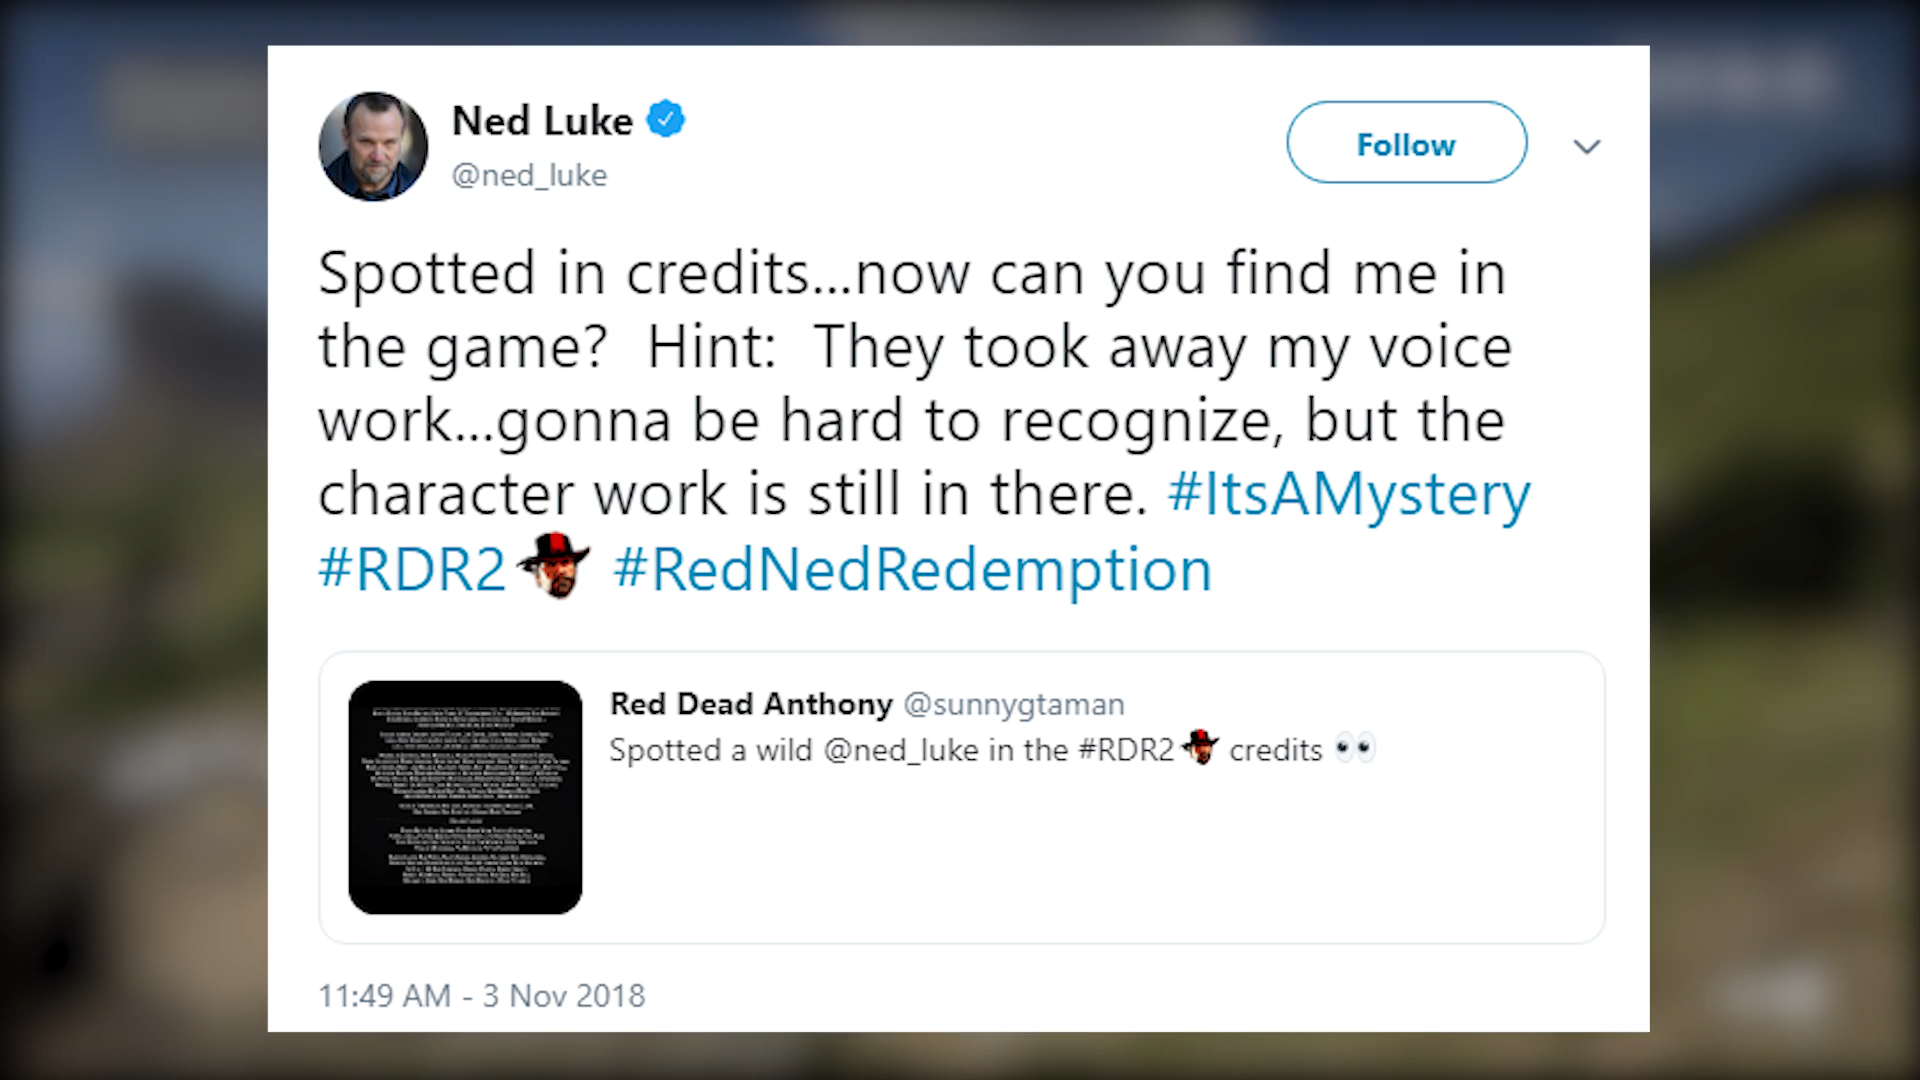 Ned Luke
@ned_luke
Follow
Spotted in credits...now can you find me in
the game?  Hint:  They took away my voice
work...gonna be hard to recognize, but the
character work is still in there. #ItsAMystery
#RDR2 #RedNedRedemption
Red Dead Anthony @sunnygtaman
Spotted a wild @ned_luke in the #RDR2 credits 👀
11:49 AM - 3 Nov 2018